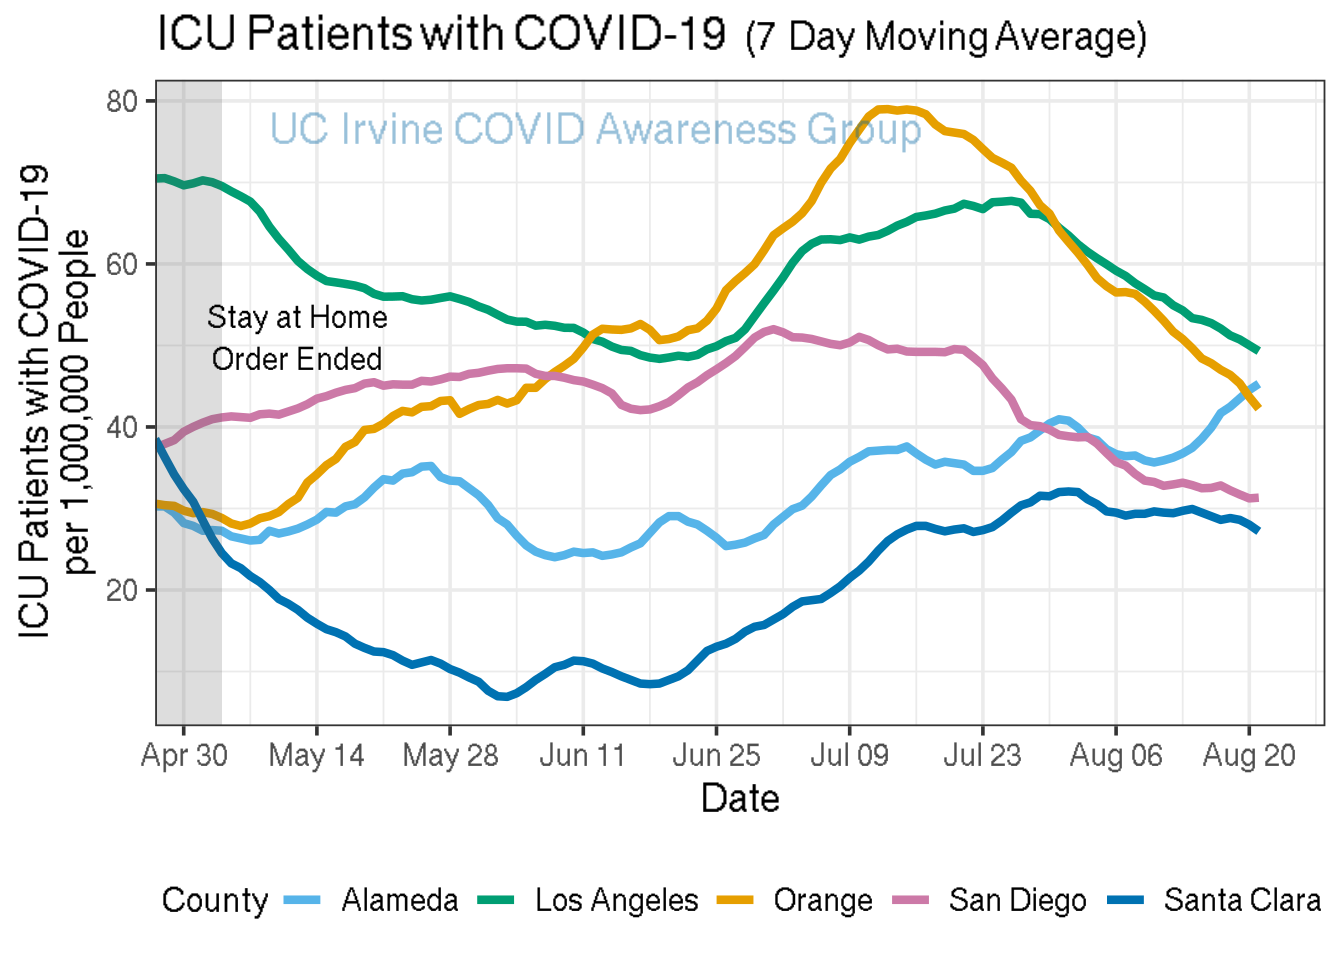 ICU Patients with COVID-19 (7 Day Moving Average)
UC Irvine COVID Awareness Group
ICU Patients with COVID-19
per 1,000,000 People
80
60
40
20
Stay at Home
Order Ended
Apr 30 May 14 May 28 Jun 11 Jun 25 Jul 09 Jul 23 Aug 06 Aug 20
Date
County Alameda Los Angeles Orange San Diego Santa Clara